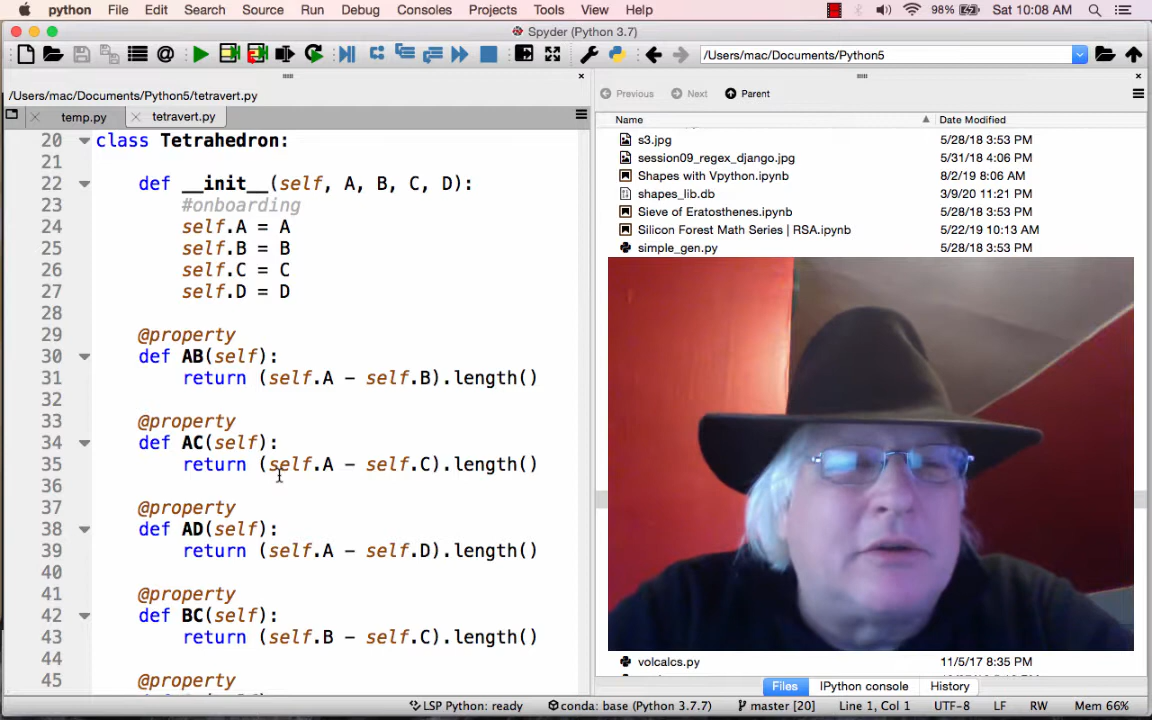 python File Edit Search Source Run Debug Consoles Projects Tools View Help 98% Sat 10:08 AM
Spyder (Python 3.7)
/Users/mac/Documents/Python5
/Users/mac/Documents/Python5/tetravert.py
temp.py tetravert.py
20 class Tetrahedron:
21
22 def __init__(self, A, B, C, D):
23 #onboarding
24 self.A = A
25 self.B = B
26 self.C = C
27 self.D = D
28
29 @property
30 def AB(self):
31 return (self.A - self.B).length()
32
33 @property
34 def AC(self):
35 return (self.A - self.C).length()
36
37 @property
38 def AD(self):
39 return (self.A - self.D).length()
40
41 @property
42 def BC(self):
43 return (self.B - self.C).length()
44
45 @property
Previous Next Parent
Name Date Modified
s3.jpg 5/28/18 3:53 PM
session09_regex_django.jpg 5/31/18 4:06 PM
Shapes with Vpython.ipynb 8/2/19 8:06 AM
shapes_lib.db 3/9/20 11:21 PM
Sieve of Eratosthenes.ipynb 5/28/18 3:53 PM
Silicon Forest Math Series | RSA.ipynb 5/22/19 10:13 AM
simple_gen.py 5/28/18 3:53 PM
volcalcs.py 11/5/17 8:35 PM
Files IPython console History
LSP Python: ready conda: base (Python 3.7.7) master [20] Line 1, Col 1 UTF-8 LF RW Mem 66%